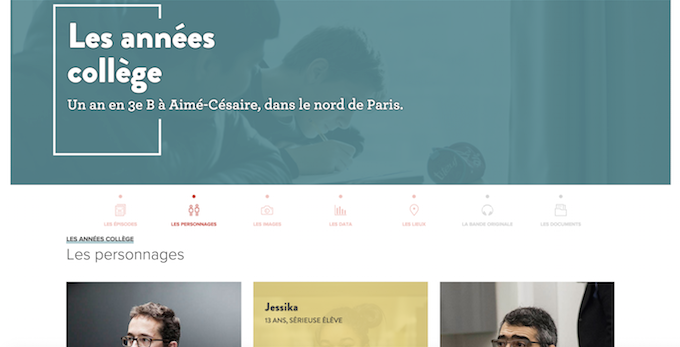 Les années
collège
Un an en 3e B à Aimé-Césaire, dans le nord de Paris.
LES ÉPISODES
LES PERSONNAGES
LES IMAGES
LES DATA
LES LIEUX
LA BANDE ORIGINALE
LES DOCUMENTS
LES ANNÉES COLLÈGE
Les personnages
Jessika
13 ANS, SÉRIEUSE ÉLÈVE